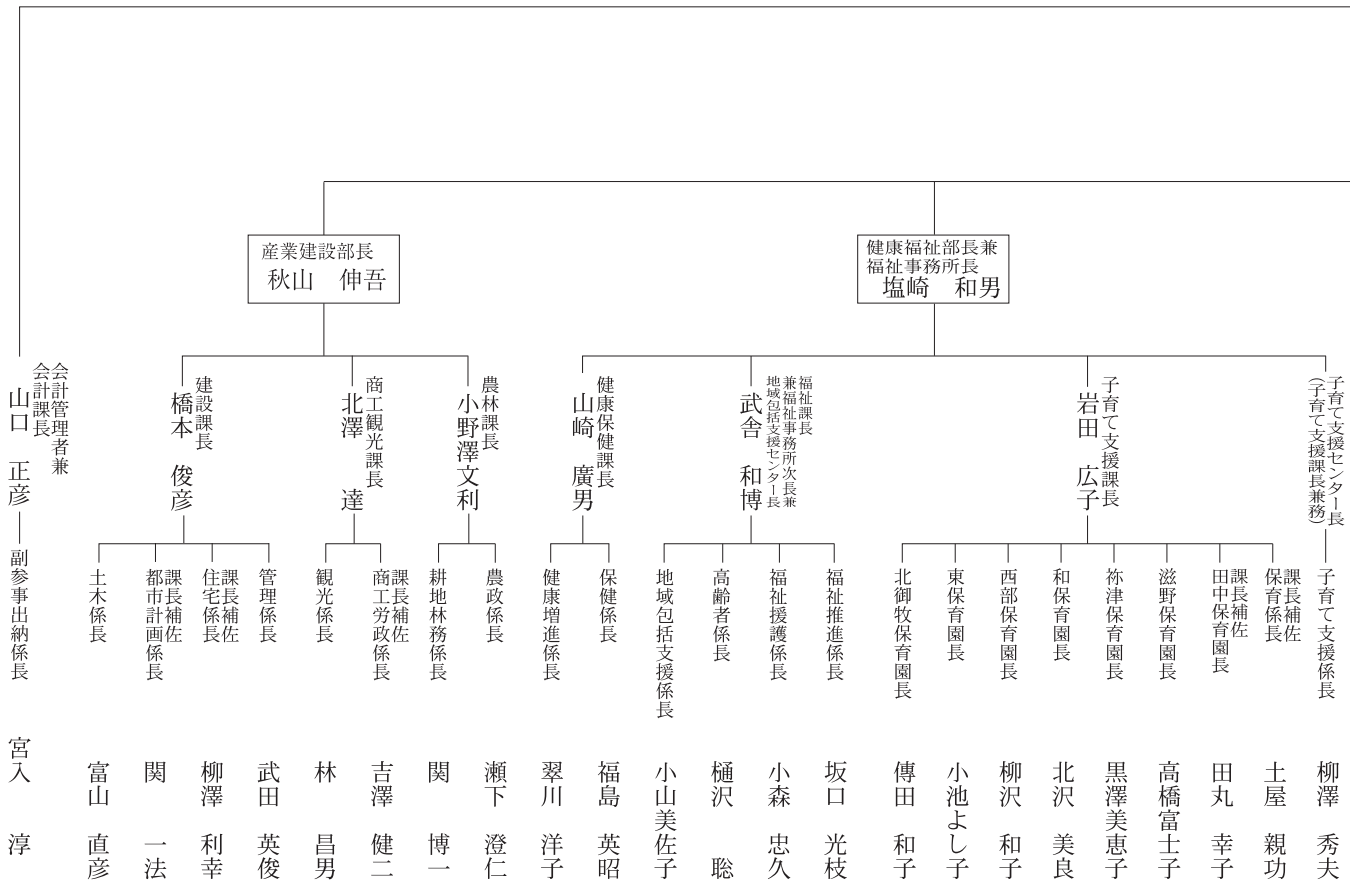 産業建設部長
秋山　伸吾
健康福祉部長兼
福祉事務所長
塩崎　和男
子育て支援センター長
(子育て支援課長兼務)
子育て支援課長
岩田　広子
福祉課長
兼福祉事務所次長兼
地域包括支援センター長
武舎　和博
健康保健課長
山崎　廣男
農林課長
小野澤文利
商工観光課長
北澤　達
建設課長
橋本　俊彦
会計管理者兼
会計課長
山口　正彦
子育て支援係長　柳澤　秀夫
課長補佐
保育係長　土屋　親功
課長補佐
田中保育園長　田丸　幸子
滋野保育園長　高橋富士子
祢津保育園長　黒澤美恵子
和保育園長　北沢　美良
西部保育園長　柳沢　和子
東保育園長　小池よし子
北御牧保育園長　傳田　和子
福祉推進係長　坂口　光枝
福祉援護係長　小森　忠久
高齢者係長　樋沢　聡
地域包括支援係長　小山美佐子
保健係長　福島　英昭
健康増進係長　翠川　洋子
農政係長　瀬下　澄仁
耕地林務係長　関　博一
課長補佐
商工労政係長　吉澤　健二
観光係長　林　昌男
管理係長　武田　英俊
課長補佐
住宅係長　柳澤　利幸
課長補佐
都市計画係長　関　一法
土木係長　富山　直彦
副参事出納係長　宮入　淳